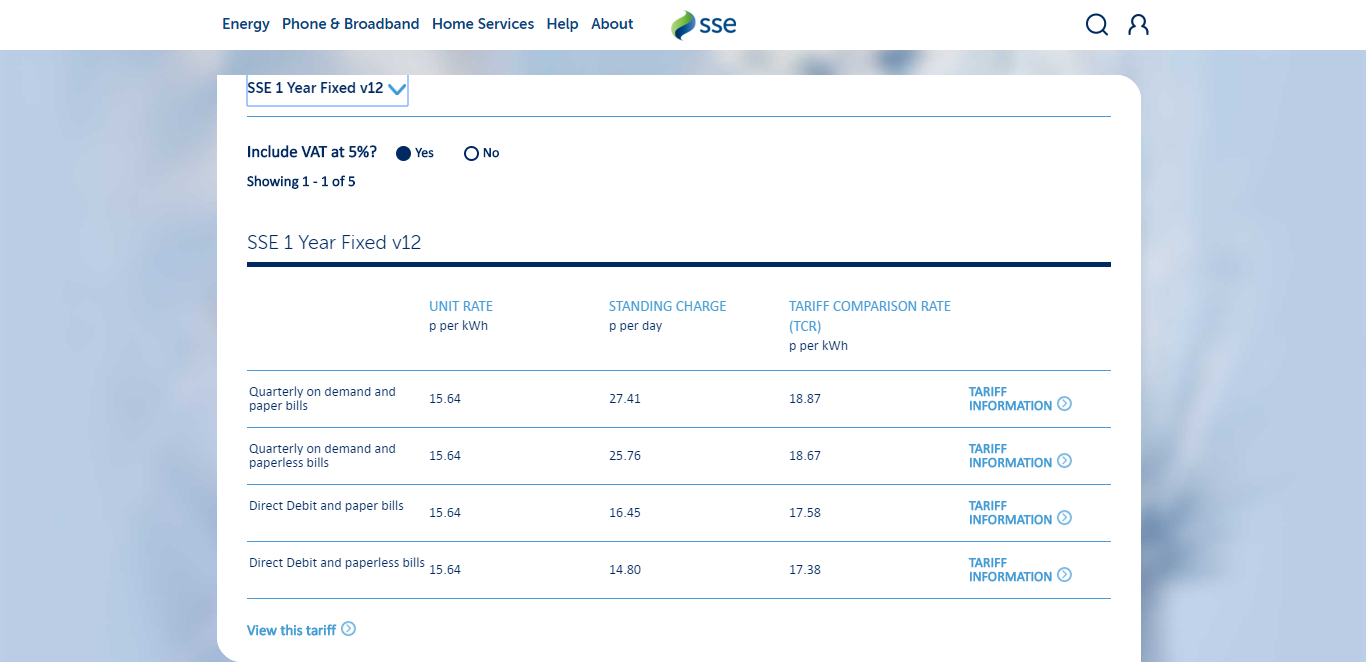 Energy Phone & Broadband Home Services Help About sse
SSE 1 Year Fixed v12
Include VAT at 5%? Yes No
Showing 1 - 1 of 5
SSE 1 Year Fixed v12
UNIT RATE STANDING CHARGE TARIFF COMPARISON RATE
p per kWh p per day (TCR)
p per kWh
Quarterly on demand and
paper bills 15.64 27.41 18.87 TARIFF
INFORMATION
Quarterly on demand and
paperless bills 15.64 25.76 18.67 TARIFF
INFORMATION
Direct Debit and paper bills 15.64 16.45 17.58 TARIFF
INFORMATION
Direct Debit and paperless bills 15.64 14.80 17.38 TARIFF
INFORMATION
View this tariff